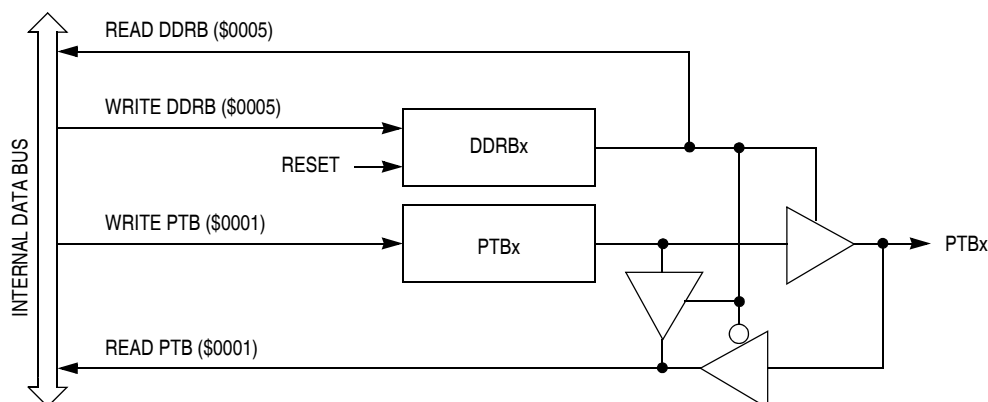 READ DDRB ($0005)
WRITE DDRB ($0005)
DDRBx
RESET
INTERNAL DATA BUS
WRITE PTB ($0001)
PTBx
PTBx
READ PTB ($0001)